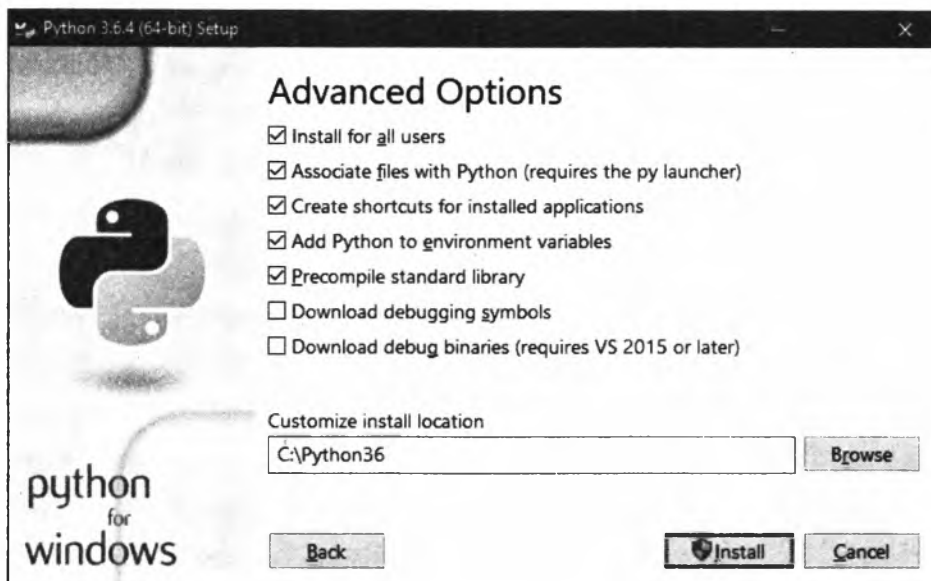 Python 3.6.4 (64-bit) Setup
Advanced Options
Install for all users
Associate files with Python (requires the py launcher)
Create shortcuts for installed applications
Add Python to environment variables
Precompile standard library
Download debugging symbols
Download debug binaries (requires VS 2015 or later)
Customize install location
C:\Python36
Browse
python
for
windows
Back
Install
Cancel